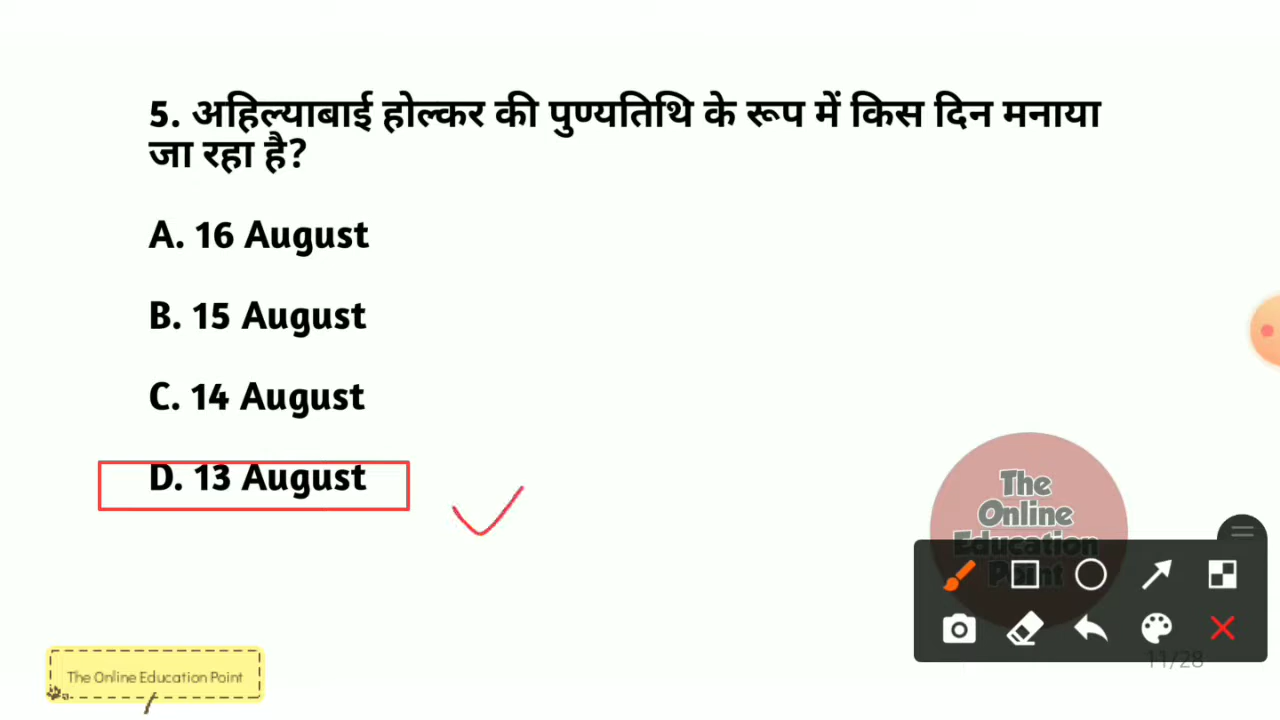 5. अहिल्याबाई होल्कर की पुण्यतिथि के रूप में किस दिन मनाया
जा रहा है?
A. 16 August
B. 15 August
C. 14 August
D. 13 August
The
Online
Education
Point
11/28
The Online Education Point